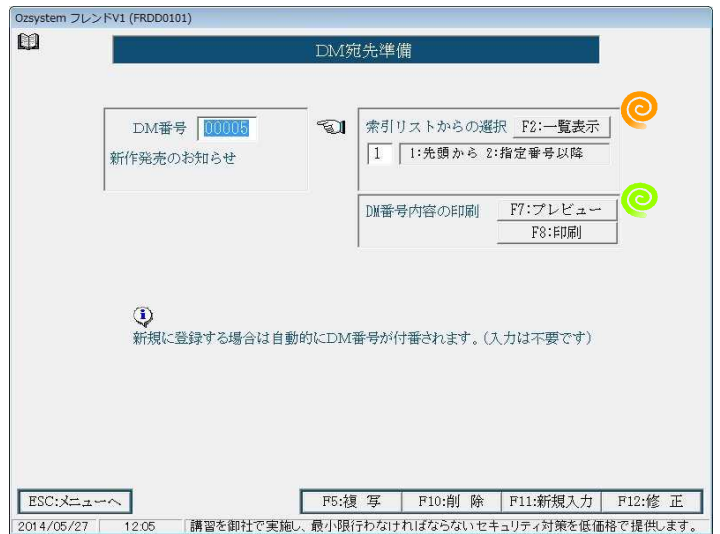 Ozsystem フレンドV1 (FRDD0101)
DM宛先準備
DM番号 00005
新作発売のお知らせ
索引リストからの選択 F2:一覧表示
1 1:先頭から 2:指定番号以降
DM番号内容の印刷 F7:プレビュー
F8:印刷
新規に登録する場合は自動的にDM番号が付番されます。(入力は不要です)
ESC:メニューへ F5:複 写 F10:削 除 F11:新規入力 F12:修 正
2014/05/27 12:05 講習を御社で実施し、最小限行わなければならないセキュリティ対策を低価格で提供します。